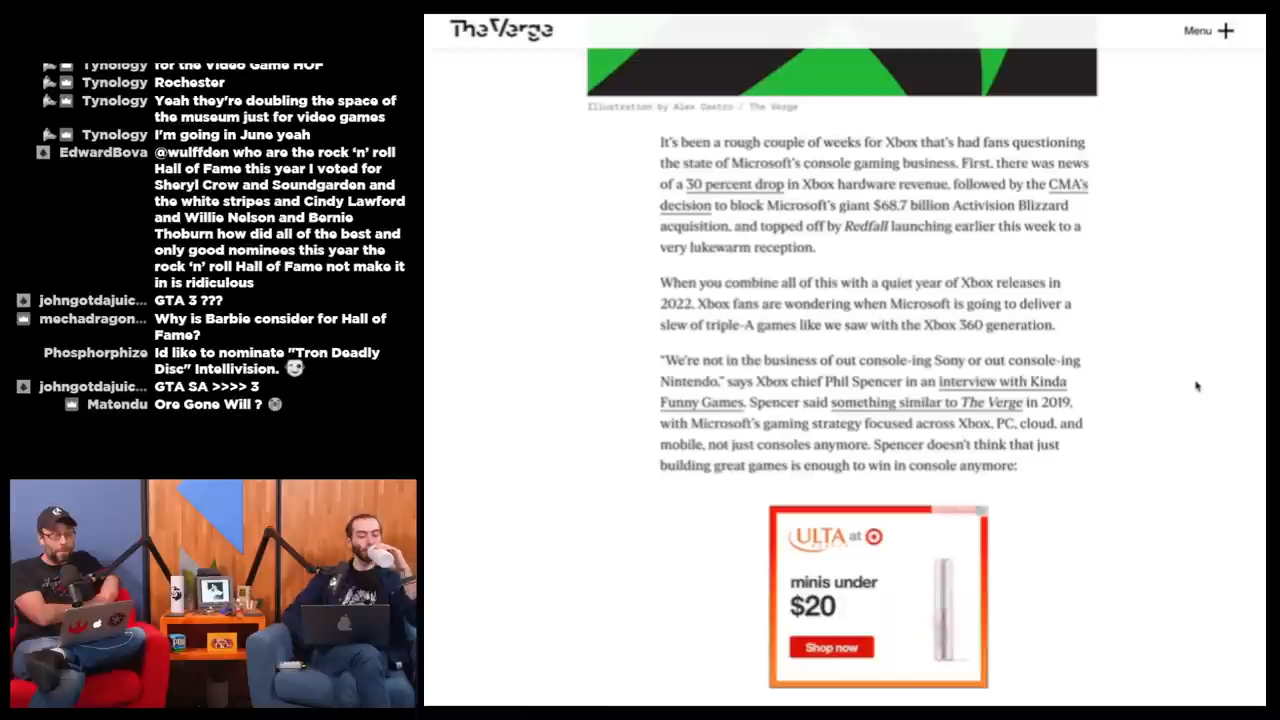 Tynology for the Video Game HOF
Tynology Rochester
Tynology Yeah they're doubling the space of
the museum just for video games
Tynology I'm going in June yeah
EdwardBova @wulffden who are the rock 'n' roll
Hall of Fame this year I voted for
Sheryl Crow and Soundgarden and
the white stripes and Cindy Lawford
and Willie Nelson and Bernie
Thoburn how did all of the best and
only good nominees this year the
rock 'n' roll Hall of Fame not make it
in is ridiculous
johngotdajuic... GTA 3 ???
mechadragon... Why is Barbie consider for Hall of
Fame?
Phosphorphize Id like to nominate "Tron Deadly
Disc" Intellivision.
johngotdajuic... GTA SA >>>> 3
Matendu Ore Gone Will ?
The Verge
Menu
Illustration by Alex Castro / The Verge
It's been a rough couple of weeks for Xbox that's had fans questioning
the state of Microsoft's console gaming business. First, there was news
of a 30 percent drop in Xbox hardware revenue, followed by the CMA's
decision to block Microsoft's giant $68.7 billion Activision Blizzard
acquisition, and topped off by Redfall launching earlier this week to a
very lukewarm reception.
When you combine all of this with a quiet year of Xbox releases in
2022, Xbox fans are wondering when Microsoft is going to deliver a
slew of triple-A games like we saw with the Xbox 360 generation.
"We're not in the business of out console-ing Sony or out console-ing
Nintendo," says Xbox chief Phil Spencer in an interview with Kinda
Funny Games. Spencer said something similar to The Verge in 2019,
with Microsoft's gaming strategy focused across Xbox, PC, cloud, and
mobile, not just consoles anymore. Spencer doesn't think that just
building great games is enough to win in console anymore:
ULTA at
BEAUTY
minis under
$20
Shop now